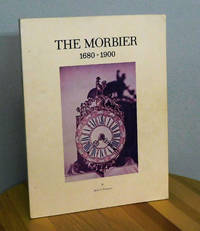 THE MORBIER
1680 - 1900